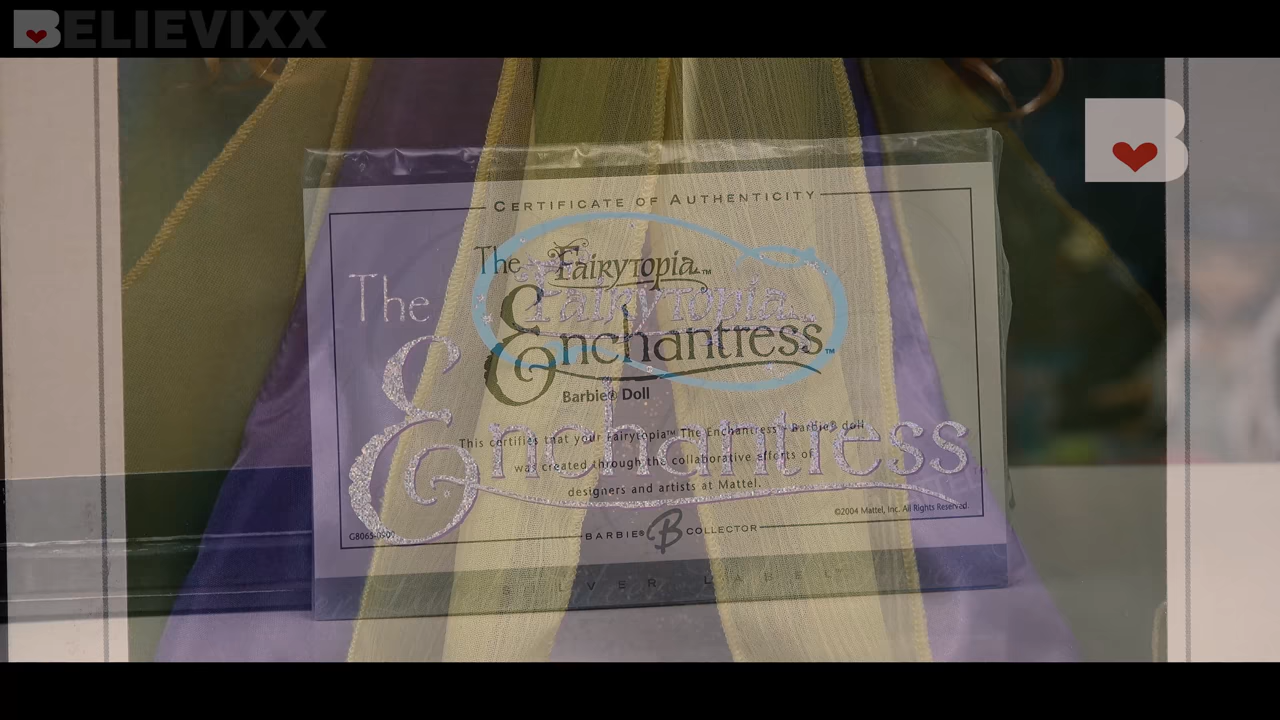 BELIEVIXX
B
CERTIFICATE OF AUTHENTICITY
The Fairytopia™
Enchantress™
Barbie® Doll
The Fairytopia
Enchantress
This certifies that your Fairytopia™ The Enchantress™ Barbie® doll
was created through the collaborative efforts of
designers and artists at Mattel.
©2004 Mattel, Inc. All Rights Reserved.
BARBIE® B COLLECTOR
SILVER LABEL™